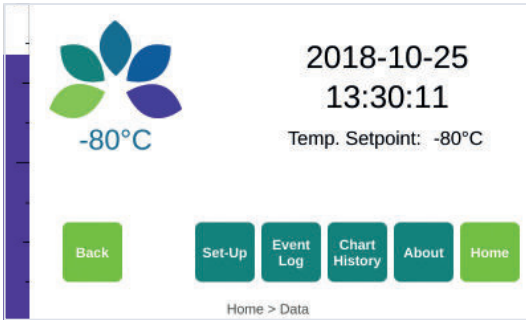 2018-10-25
13:30:11
-80°C
Temp. Setpoint: -80°C
Back
Set-Up
Event
Log
Chart
History
About
Home
Home > Data